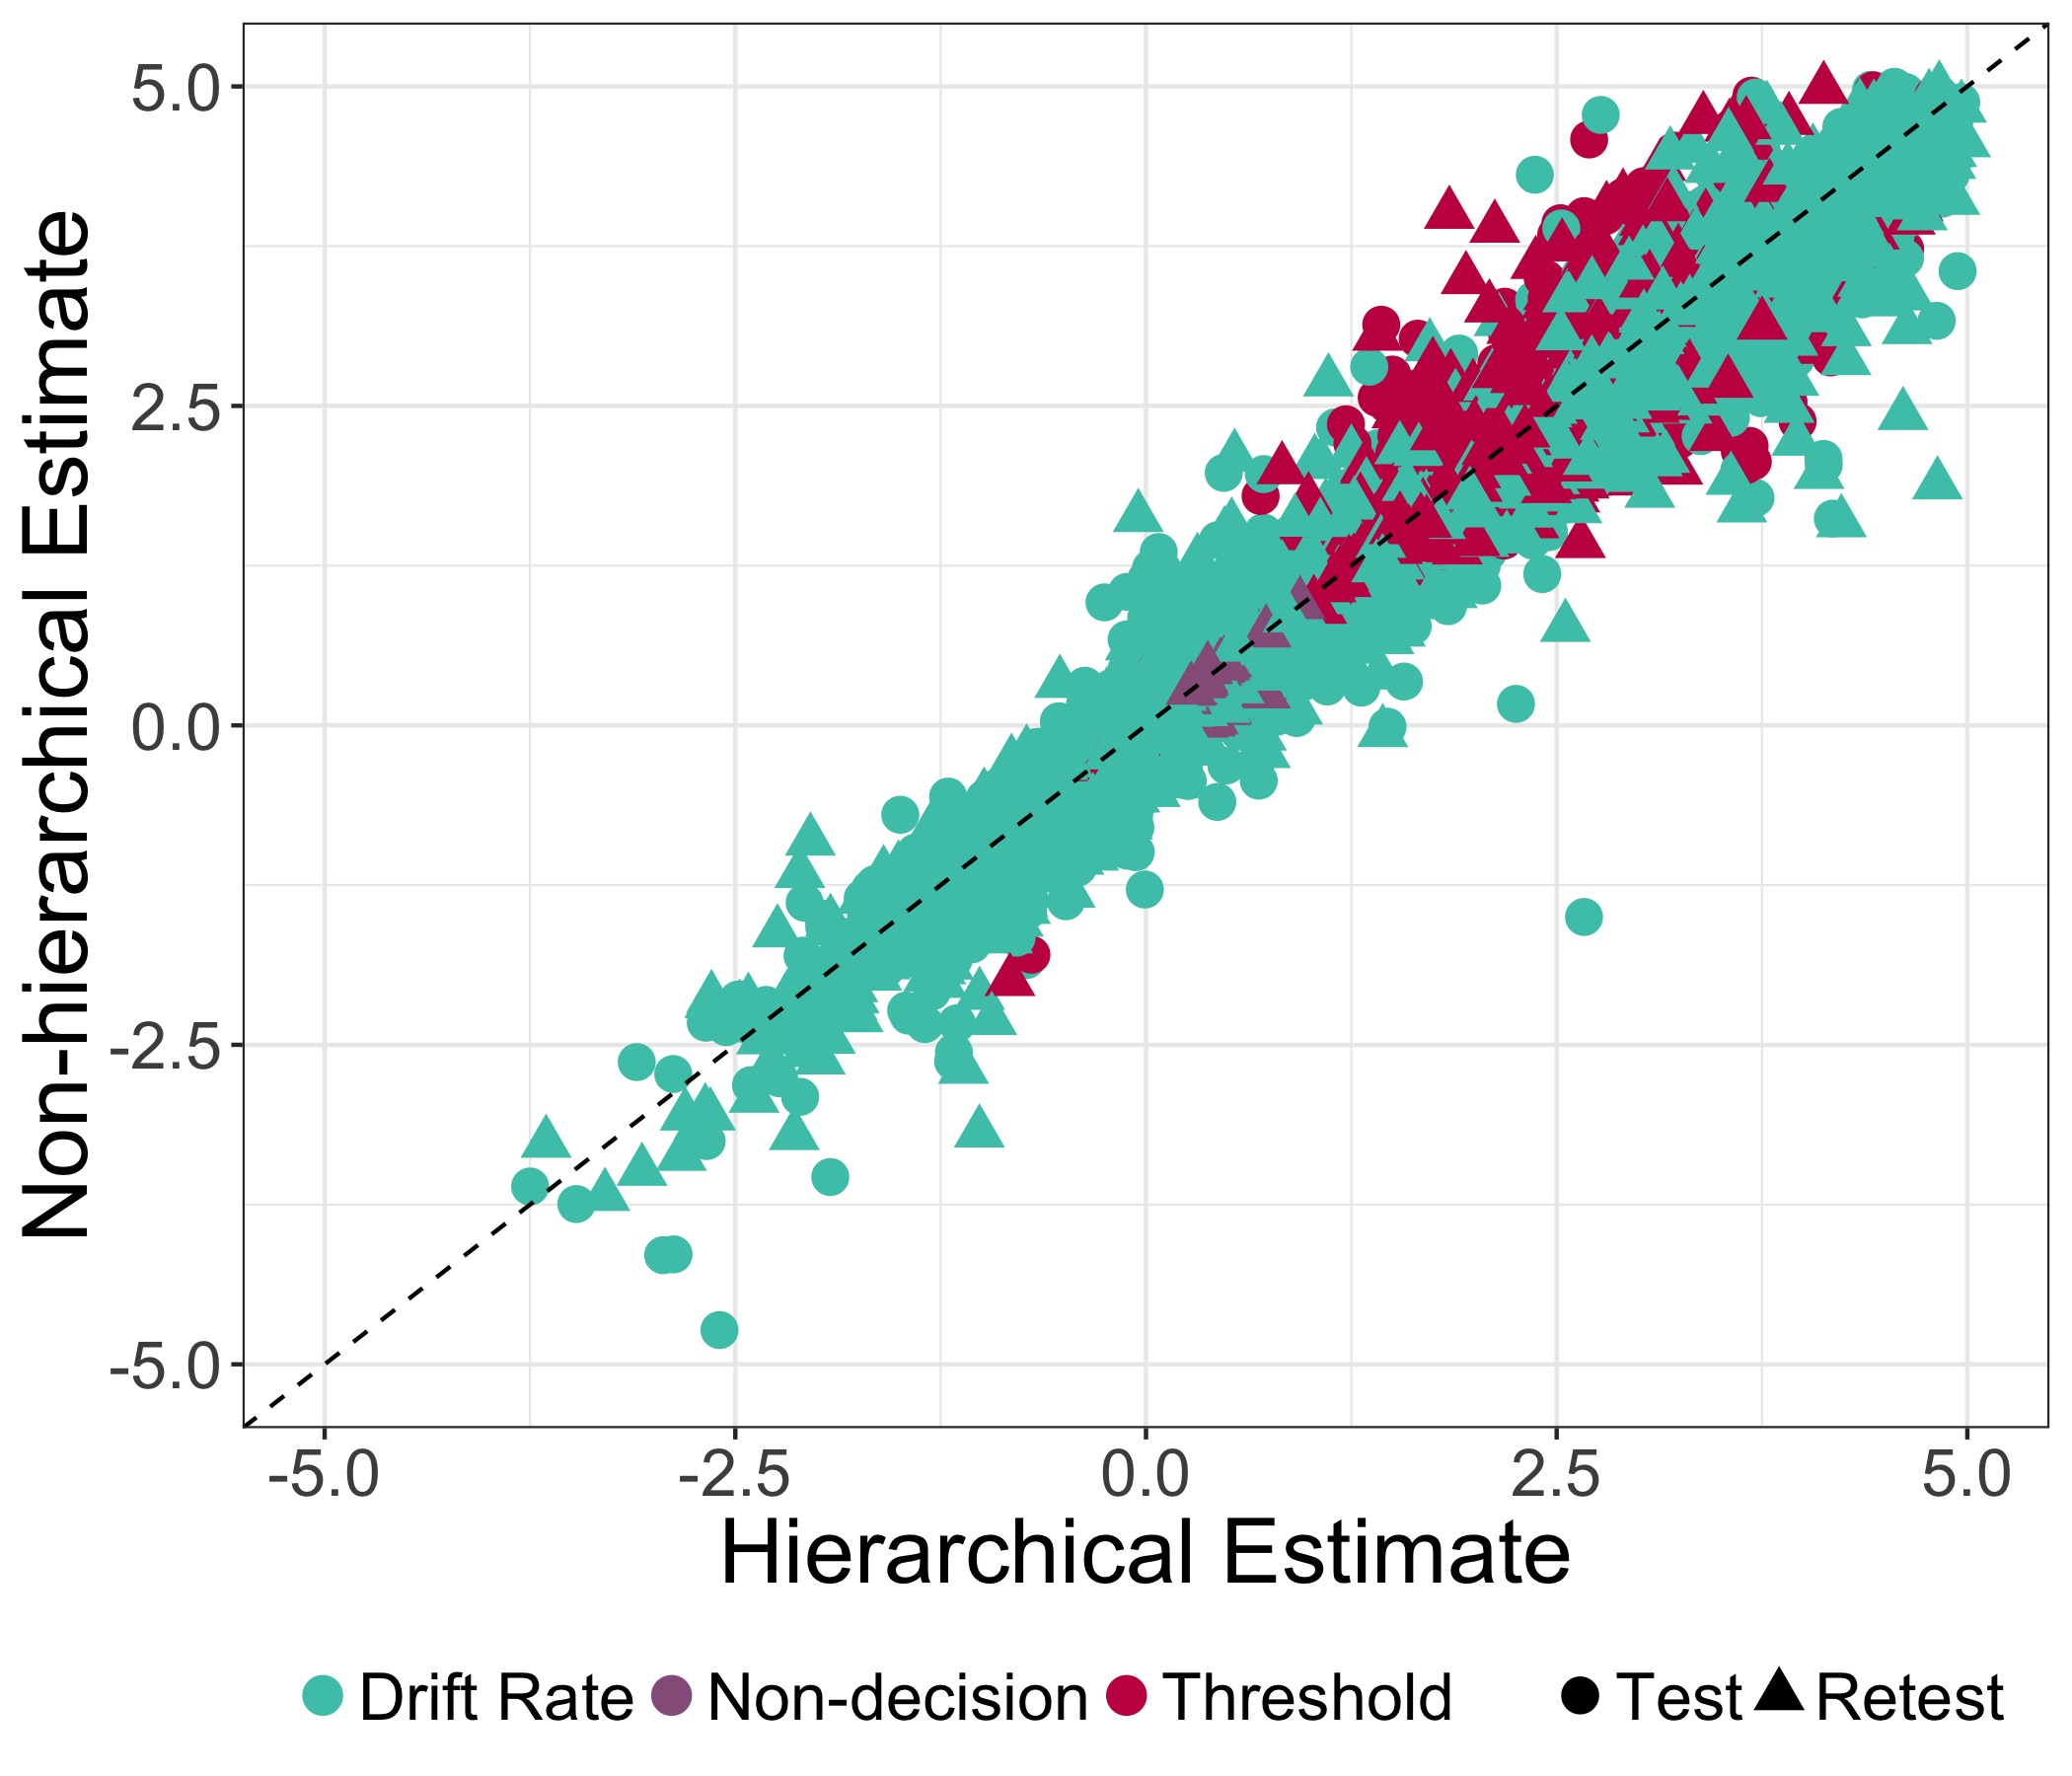 Non-hierarchical Estimate
5.0
2.5
0.0
-2.5
-5.0
-5.0 -2.5 0.0 2.5 5.0
Hierarchical Estimate
Drift Rate Non-decision Threshold Test Retest